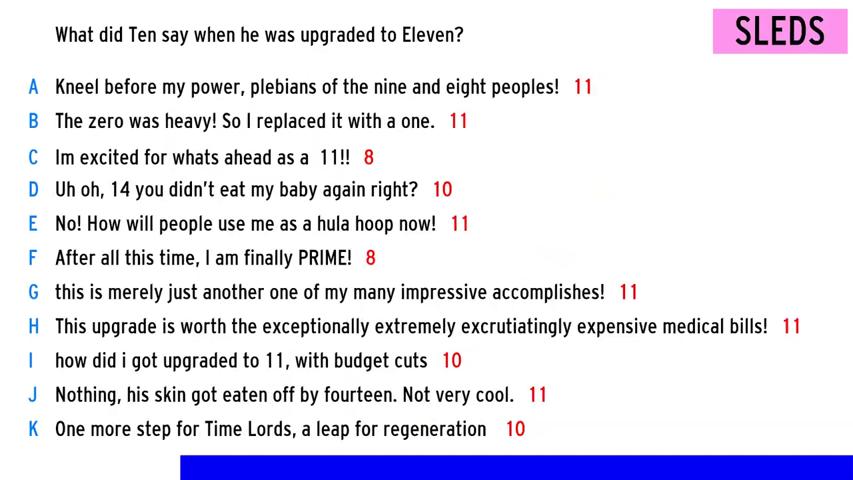 What did Ten say when he was upgraded to Eleven?
SLEDS
A Kneel before my power, plebians of the nine and eight peoples! 11
B The zero was heavy! So I replaced it with a one. 11
C Im excited for whats ahead as a 11!! 8
D Uh oh, 14 you didn't eat my baby again right? 10
E No! How will people use me as a hula hoop now! 11
F After all this time, I am finally PRIME! 8
G this is merely just another one of my many impressive accomplishes! 11
H This upgrade is worth the exceptionally extremely excrutiatingly expensive medical bills! 11
I how did i got upgraded to 11, with budget cuts 10
J Nothing, his skin got eaten off by fourteen. Not very cool. 11
K One more step for Time Lords, a leap for regeneration 10